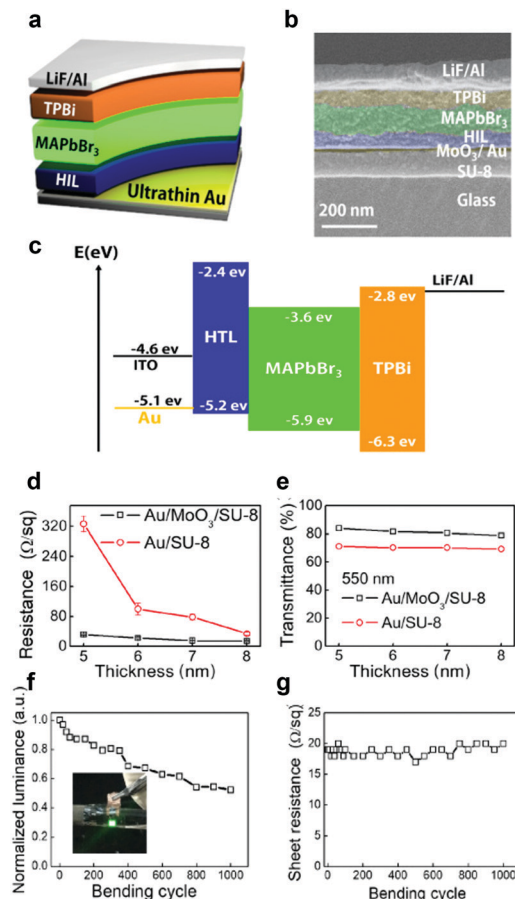 a
LiF/Al
TPBi
MAPbBr₃
HIL
Ultrathin Au
b
LiF/Al
TPBi
MAPbBr₃
HIL
MoO₃/ Au
SU-8
200 nm
Glass
c
E(eV)
-2.4 ev
HTL
-5.2 ev
-4.6 ev
ITO
-5.1 ev
Au
-3.6 ev
MAPbBr₃
-5.9 ev
-2.8 ev
TPBi
-6.3 ev
LiF/Al
d
Resistance (Ω/sq)
320
240
160
80
0
Au/MoO₃/SU-8
Au/SU-8
5 6 7 8
Thickness (nm)
e
Transmittance (%)
100
80
60
40
20
0
550 nm
Au/MoO₃/SU-8
Au/SU-8
5 6 7 8
Thickness (nm)
f
Normalized luminance (a.u.)
1.0
0.8
0.6
0.4
0.2
0.0
0 200 400 600 800 1000
Bending cycle
g
Sheet resistance (Ω/sq)
25
20
15
10
5
0
0 200 400 600 800 1000
Bending cycle